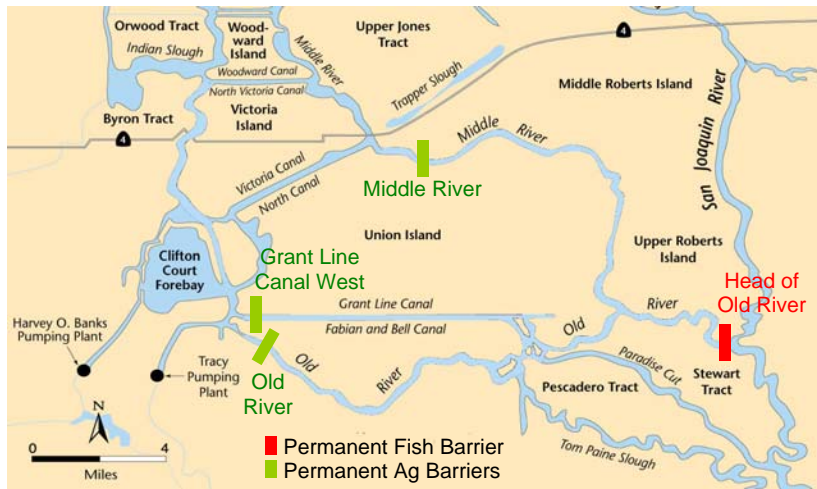 Orwood Tract
Indian Slough
Wood-
ward
Island
Woodward Canal
North Victoria Canal
Victoria
Island
Byron Tract
4
Middle River
Upper Jones
Tract
Trapper Slough
4
Middle Roberts Island
San Joaquin River
Middle River
Middle River
Victoria Canal
North Canal
Union Island
Upper Roberts
Island
Clifton
Court
Forebay
Grant Line
Canal West
Grant Line Canal
Fabian and Bell Canal
Head of
Old River
Old River
Harvey O. Banks
Pumping Plant
Tracy
Pumping
Plant
Old
River
Old River
Paradise Cut
Stewart
Tract
Pescadero Tract
Tom Paine Slough
N
0 4
Miles
Permanent Fish Barrier
Permanent Ag Barriers